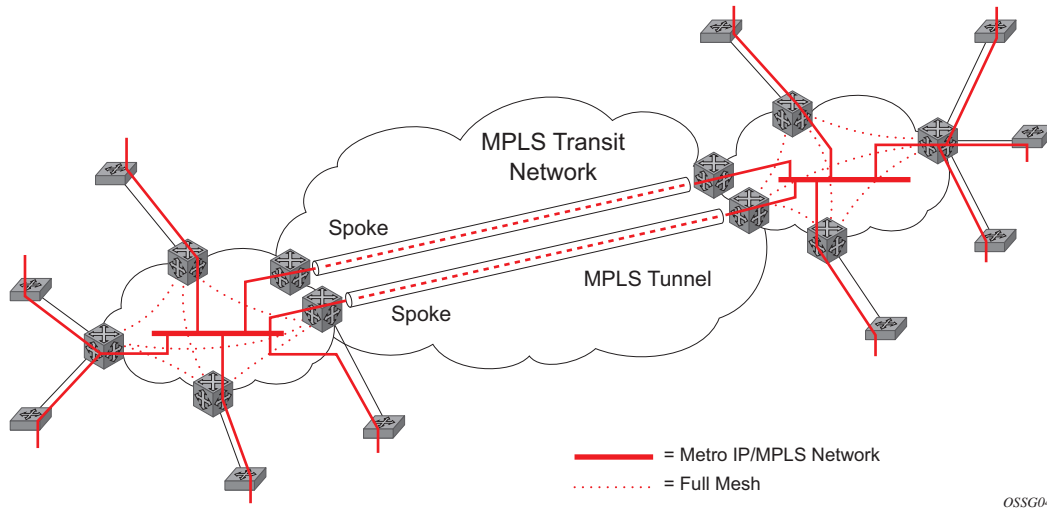 MPLS Transit
Network
Spoke
MPLS Tunnel
Spoke
= Metro IP/MPLS Network
= Full Mesh